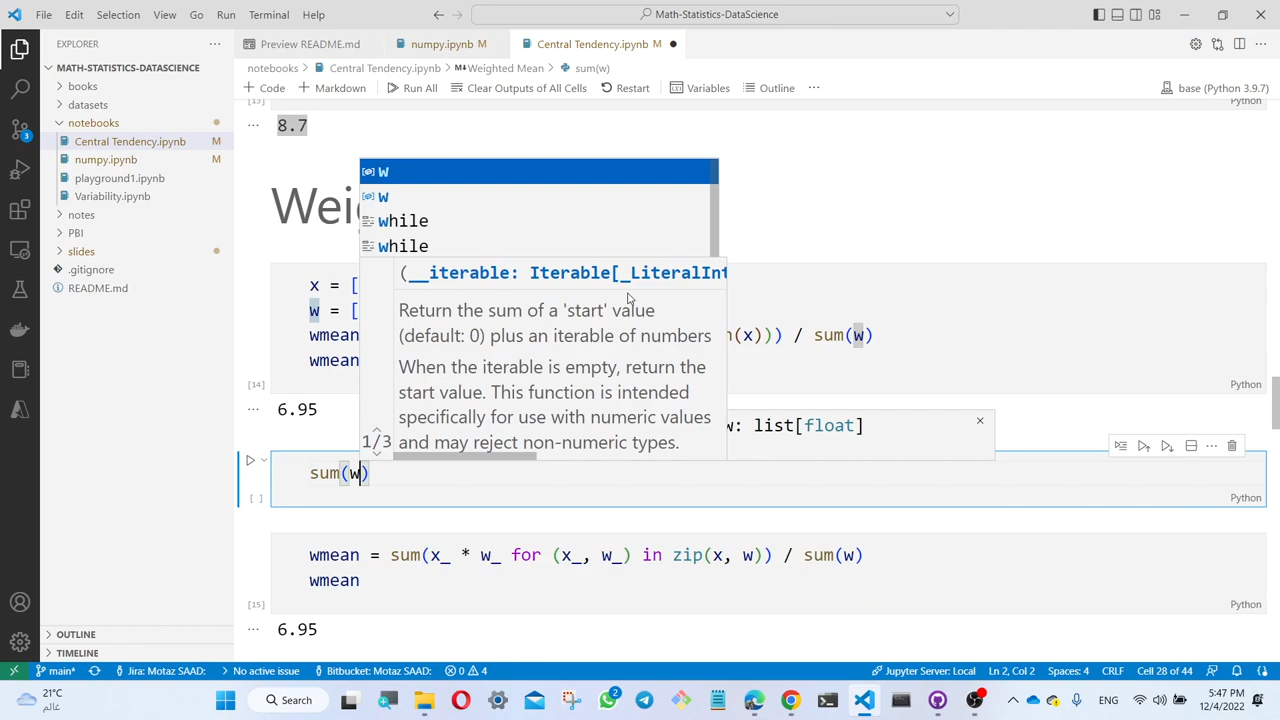 File Edit Selection View Go Run Terminal Help
Math-Statistics-DataScience
EXPLORER
Preview README.md
numpy.ipynb M
Central Tendency.ipynb M
MATH-STATISTICS-DATASCIENCE
books
datasets
notebooks
Central Tendency.ipynb M
numpy.ipynb M
playground1.ipynb
Variability.ipynb
notes
PBI
slides
.gitignore
README.md
OUTLINE
TIMELINE
notebooks > Central Tendency.ipynb > Weighted Mean > sum(w)
+ Code + Markdown Run All Clear Outputs of All Cells Restart Variables Outline ... base (Python 3.9.7)
[13] Python
8.7
w
w
while
while
(__iterable: Iterable[_LiteralInt
Return the sum of a 'start' value
(default: 0) plus an iterable of numbers
When the iterable is empty, return the
start value. This function is intended
specifically for use with numeric values
and may reject non-numeric types.
1/3
w: list[float]
x = [
w = [
wmean n(x))) / sum(w)
wmean
[14] Python
6.95
sum(w)
[ ] Python
wmean = sum(x_ * w_ for (x_, w_) in zip(x, w)) / sum(w)
wmean
[15] Python
6.95
main* Jira: Motaz SAAD: No active issue Bitbucket: Motaz SAAD: 0 4 Jupyter Server: Local Ln 2, Col 2 Spaces: 4 CRLF Cell 28 of 44
21°C
غائم
Search
2
ENG
5:47 PM
12/4/2022